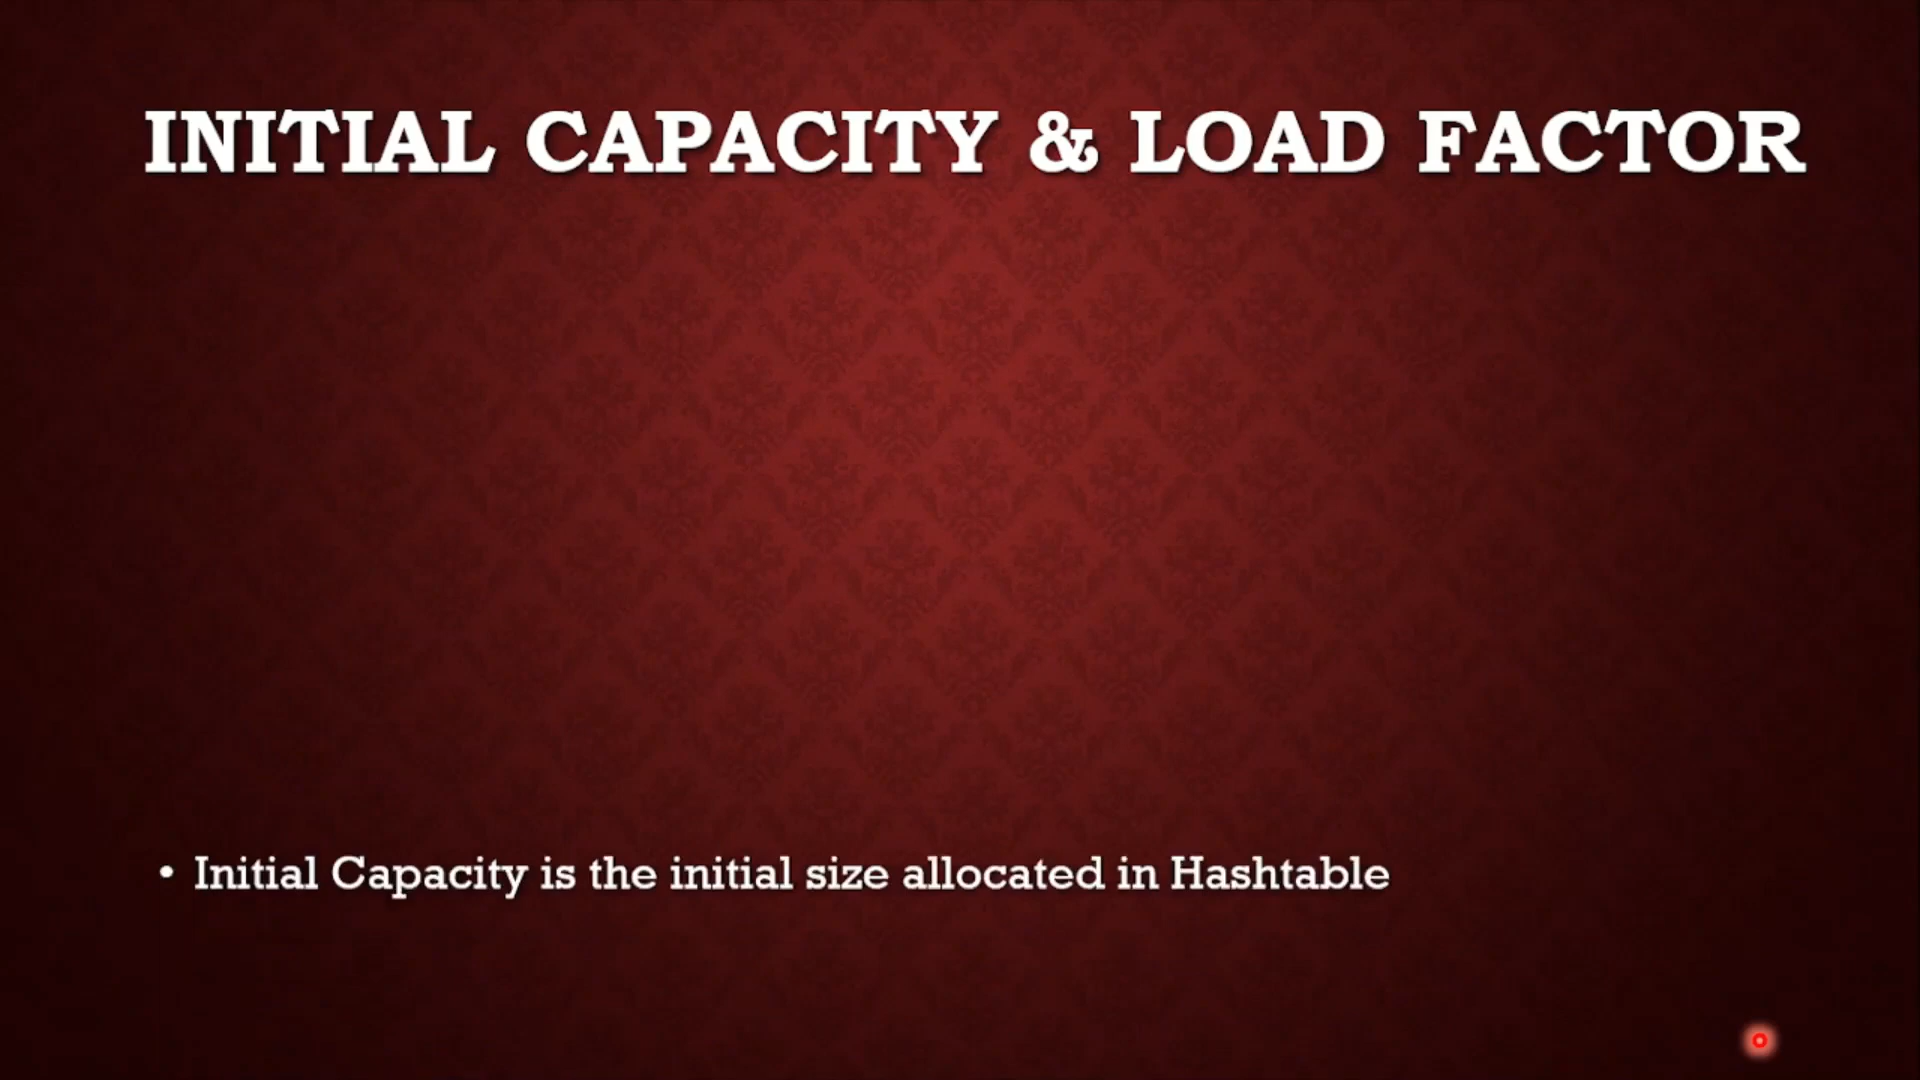 INITIAL CAPACITY & LOAD FACTOR
• Initial Capacity is the initial size allocated in Hashtable